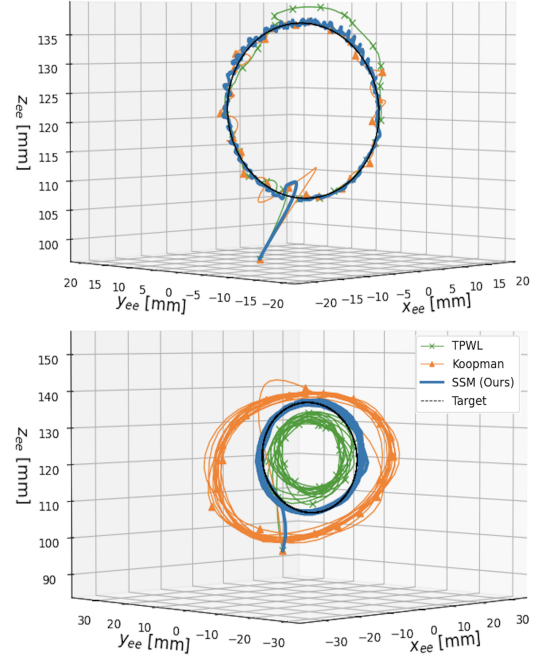 135
130
125
120
115
110
100
z_ee [mm]
20 15 10 5 0 −5 −10 −15 −20
y_ee [mm]
−20 −15 −10 −5 0 5 10 15 20
x_ee [mm]
150
140
130
120
110
100
90
z_ee [mm]
TPWL
Koopman
SSM (Ours)
Target
30 20 10 0 −10 −20 −30
y_ee [mm]
−30 −20 −10 0 10 20 30
x_ee [mm]